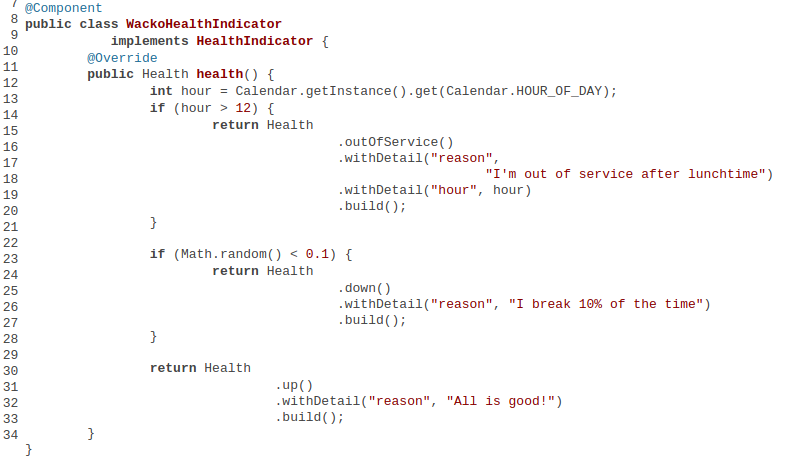 7 @Component
8 public class WackoHealthIndicator
9 implements HealthIndicator {
10 @Override
11 public Health health() {
12 int hour = Calendar.getInstance().get(Calendar.HOUR_OF_DAY);
13 if (hour > 12) {
14 return Health
15 .outOfService()
16 .withDetail("reason",
17 "I'm out of service after lunchtime")
18 .withDetail("hour", hour)
19 .build();
20 }
21
22 if (Math.random() < 0.1) {
23 return Health
24 .down()
25 .withDetail("reason", "I break 10% of the time")
26 .build();
27 }
28
29 return Health
30 .up()
31 .withDetail("reason", "All is good!")
32 .build();
33 }
34 }